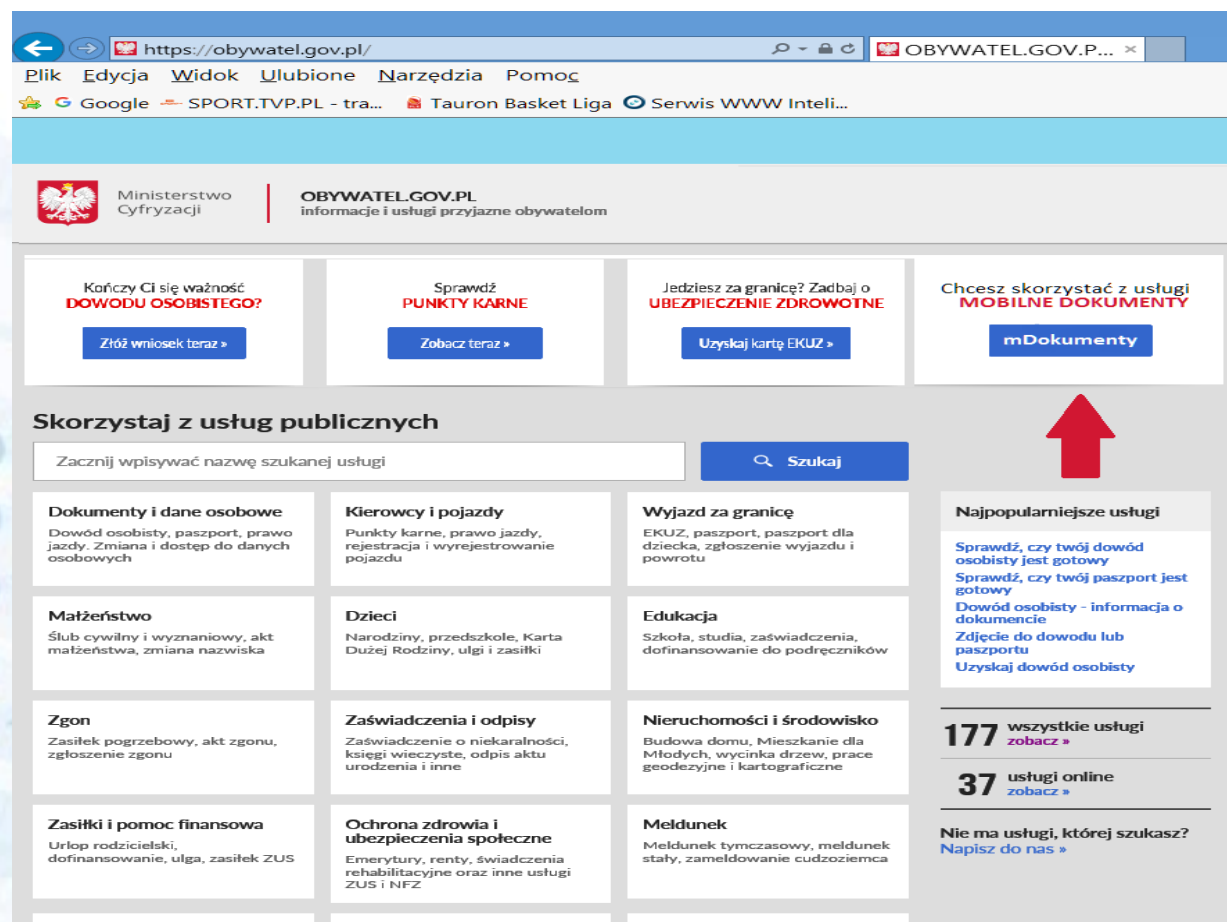 https://obywatel.gov.pl/
OBYWATEL.GOV.P...
Plik Edycja Widok Ulubione Narzędzia Pomoc
Google SPORT.TVP.PL - tra... Tauron Basket Liga Serwis WWW Inteli...
Ministerstwo
Cyfryzacji
OBYWATEL.GOV.PL
informacje i usługi przyjazne obywatelom
Kończy Ci się ważność
DOWODU OSOBISTEGO?
Złóż wniosek teraz »
Sprawdź
PUNKTY KARNE
Zobacz teraz »
Jedziesz za granicę? Zadbaj o
UBEZPIECZENIE ZDROWOTNE
Uzyskaj kartę EKUZ »
Chcesz skorzystać z usługi
MOBILNE DOKUMENTY
mDokumenty
Skorzystaj z usług publicznych
Zacznij wpisywać nazwę szukanej usługi
Szukaj
Dokumenty i dane osobowe
Dowód osobisty, paszport, prawo
jazdy. Zmiana i dostęp do danych
osobowych
Kierowcy i pojazdy
Punkty karne, prawo jazdy,
rejestracja i wyrejestrowanie
pojazdu
Wyjazd za granicę
EKUZ, paszport, paszport dla
dziecka, zgłoszenie wyjazdu i
powrotu
Małżeństwo
Ślub cywilny i wyznaniowy, akt
małżeństwa, zmiana nazwiska
Dzieci
Narodziny, przedszkole, Karta
Dużej Rodziny, ulgi i zasiłki
Edukacja
Szkoła, studia, zaświadczenia,
dofinansowanie do podręczników
Zgon
Zasiłek pogrzebowy, akt zgonu,
zgłoszenie zgonu
Zaświadczenia i odpisy
Zaświadczenie o niekaralności,
księgi wieczyste, odpis aktu
urodzenia i inne
Nieruchomości i środowisko
Budowa domu, Mieszkanie dla
Młodych, wycinka drzew, prace
geodezyjne i kartograficzne
Zasiłki i pomoc finansowa
Urlop rodzicielski,
dofinansowanie, ulga, zasiłek ZUS
Ochrona zdrowia i
ubezpieczenia społeczne
Emerytury, renty, świadczenia
rehabilitacyjne oraz inne usługi
ZUS i NFZ
Meldunek
Meldunek tymczasowy, meldunek
stały, zameldowanie cudzoziemca
Najpopularniejsze usługi
Sprawdź, czy twój dowód
osobisty jest gotowy
Sprawdź, czy twój paszport jest
gotowy
Dowód osobisty - informacja o
dokumencie
Zdjęcie do dowodu lub
paszportu
Uzyskaj dowód osobisty
177 wszystkie usługi
zobacz »
37 usługi online
zobacz »
Nie ma usługi, której szukasz?
Napisz do nas »